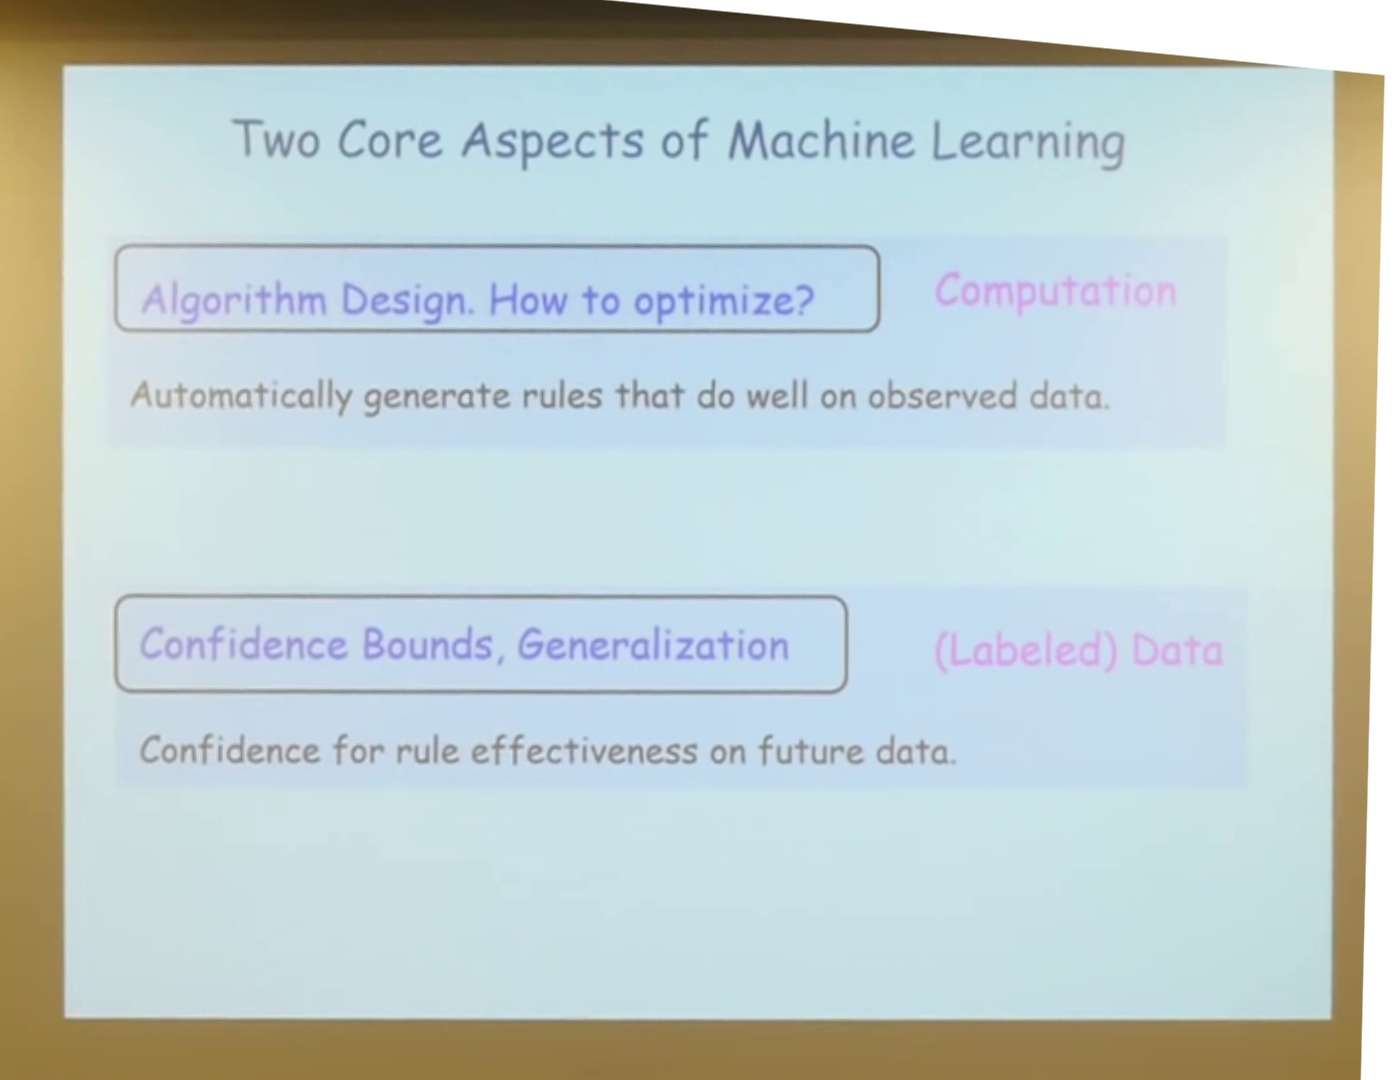 Two Core Aspects of Machine Learning
Algorithm Design. How to optimize?
Computation
Automatically generate rules that do well on observed data.
Confidence Bounds, Generalization
(Labeled) Data
Confidence for rule effectiveness on future data.